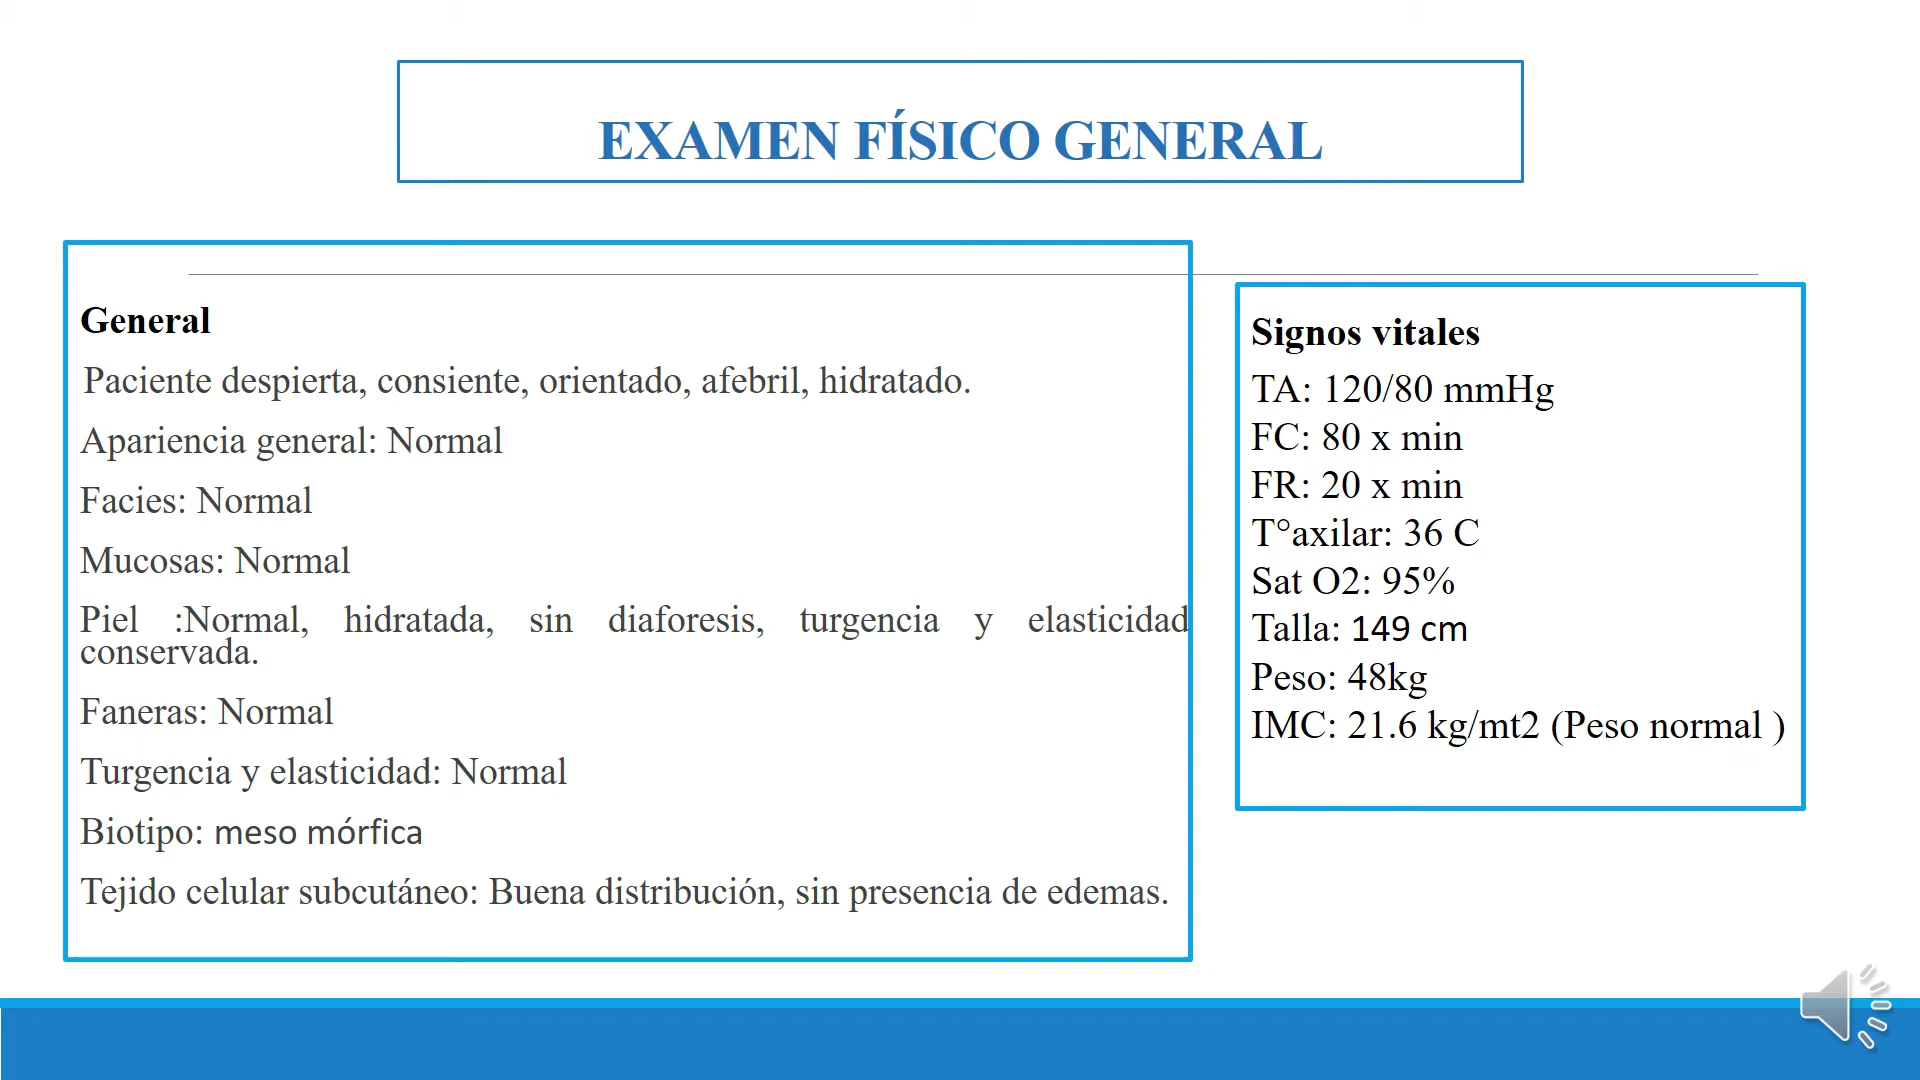 EXAMEN FÍSICO GENERAL
General
Paciente despierta, consiente, orientado, afebril, hidratado.
Apariencia general: Normal
Facies: Normal
Mucosas: Normal
Piel :Normal, hidratada, sin diaforesis, turgencia y elasticidad
conservada.
Faneras: Normal
Turgencia y elasticidad: Normal
Biotipo: meso mórfica
Tejido celular subcutáneo: Buena distribución, sin presencia de edemas.
Signos vitales
TA: 120/80 mmHg
FC: 80 x min
FR: 20 x min
T°axilar: 36 C
Sat O2: 95%
Talla: 149 cm
Peso: 48kg
IMC: 21.6 kg/mt2 (Peso normal )